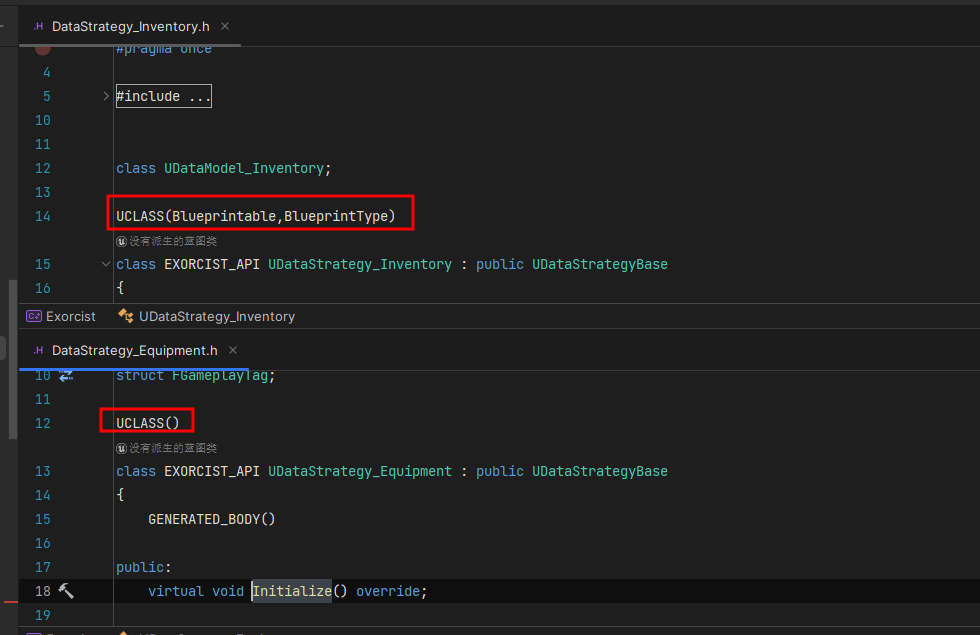 .H DataStrategy_Inventory.h ×
#pragma once
4
5 > #include ...
10
11
12 class UDataModel_Inventory;
13
14 UCLASS(Blueprintable,BlueprintType)
没有派生的蓝图类
15 class EXORCIST_API UDataStrategy_Inventory : public UDataStrategyBase
16 {
Exorcist UDataStrategy_Inventory
.H DataStrategy_Equipment.h ×
10 struct FGameplayTag;
11
12 UCLASS()
没有派生的蓝图类
13 class EXORCIST_API UDataStrategy_Equipment : public UDataStrategyBase
14 {
15 GENERATED_BODY()
16
17 public:
18 virtual void Initialize() override;
19